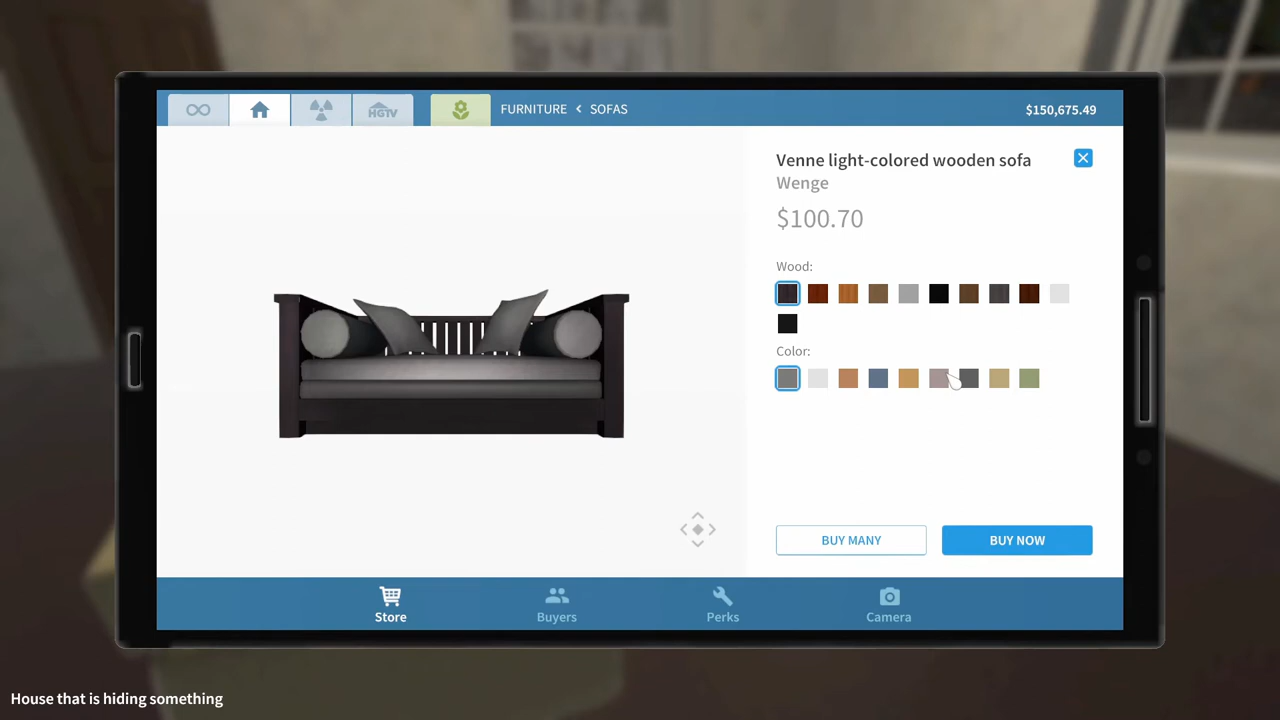 HGTV
FURNITURE < SOFAS
$150,675.49
Venne light-colored wooden sofa
Wenge
$100.70
Wood:
Color:
BUY MANY
BUY NOW
Store
Buyers
Perks
Camera
House that is hiding something